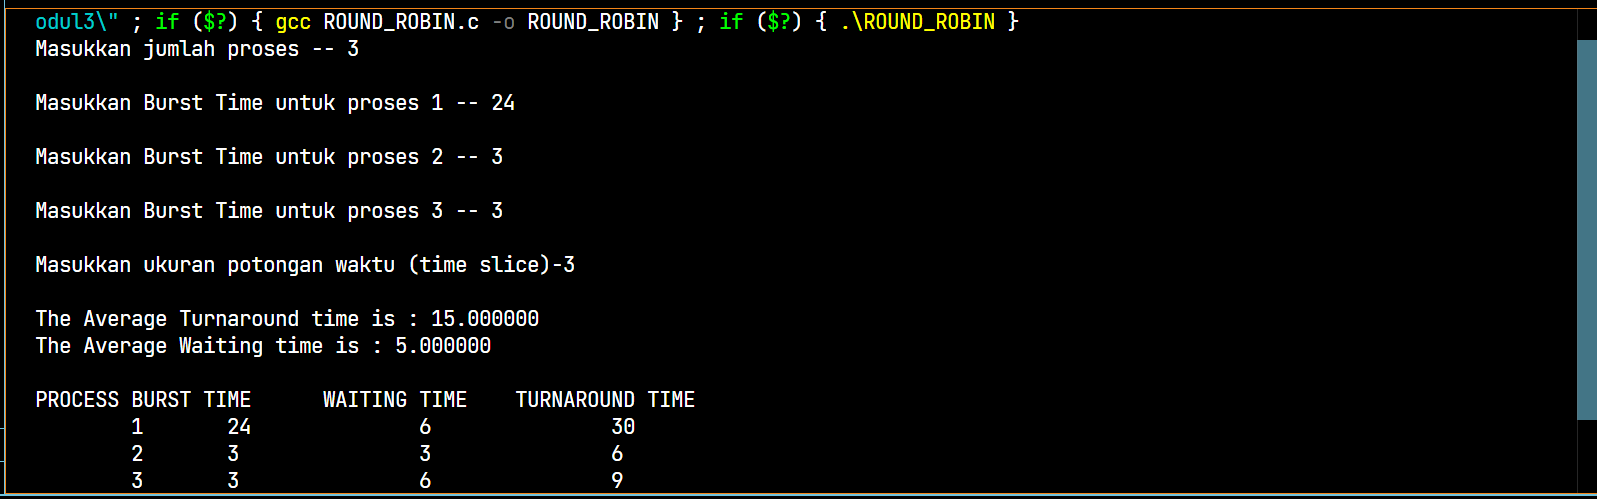 odul3\" ; if ($?) { gcc ROUND_ROBIN.c -o ROUND_ROBIN } ; if ($?) { .\ROUND_ROBIN }
Masukkan jumlah proses -- 3
Masukkan Burst Time untuk proses 1 -- 24
Masukkan Burst Time untuk proses 2 -- 3
Masukkan Burst Time untuk proses 3 -- 3
Masukkan ukuran potongan waktu (time slice)-3
The Average Turnaround time is : 15.000000
The Average Waiting time is : 5.000000
PROCESS BURST TIME WAITING TIME TURNAROUND TIME
1 24 6 30
2 3 3 6
3 3 6 9